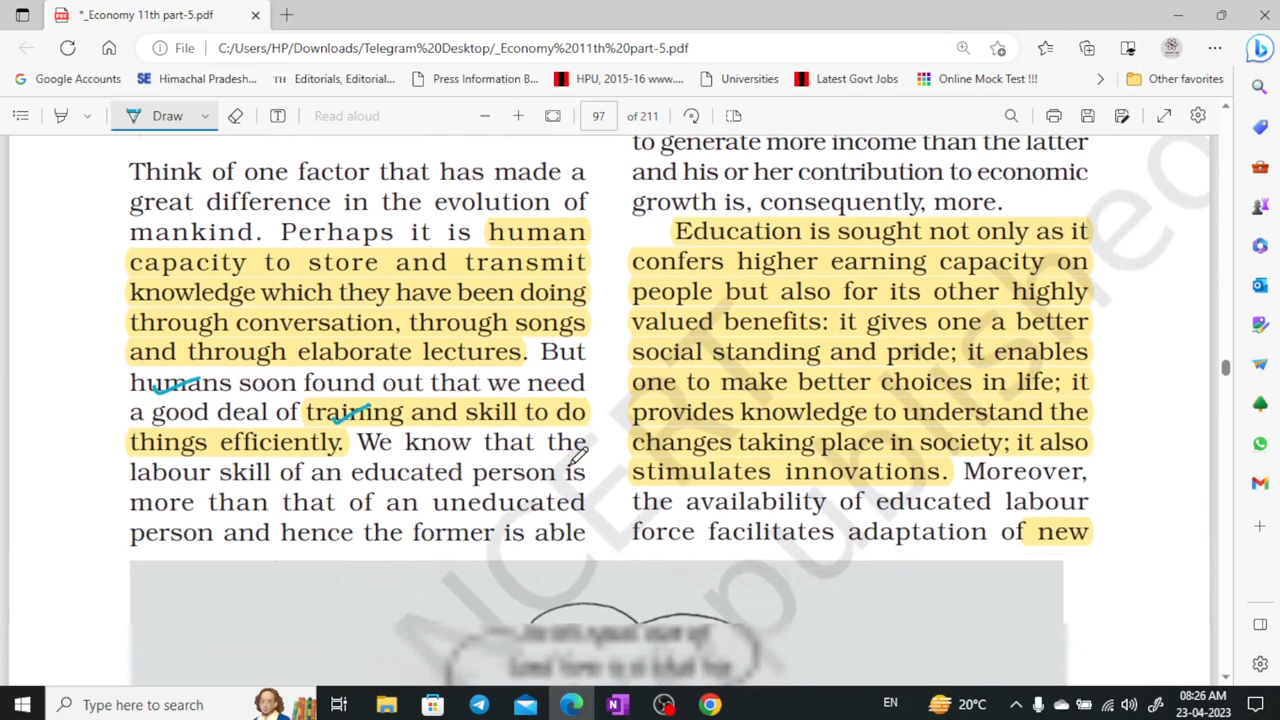 *_Economy 11th part-5.pdf
File
C:/Users/HP/Downloads/Telegram%20Desktop/_Economy%2011th%20part-5.pdf
Google Accounts
SE Himachal Pradesh...
TH Editorials, Editorial...
Press Information B...
HPU, 2015-16 www....
Universities
Latest Govt Jobs
Online Mock Test !!!
Other favorites
Draw
Read aloud
97 of 211
Think of one factor that has made a
great difference in the evolution of
mankind. Perhaps it is human
capacity to store and transmit
knowledge which they have been doing
through conversation, through songs
and through elaborate lectures. But
humans soon found out that we need
a good deal of training and skill to do
things efficiently. We know that the
labour skill of an educated person is
more than that of an uneducated
person and hence the former is able
to generate more income than the latter
and his or her contribution to economic
growth is, consequently, more.
Education is sought not only as it
confers higher earning capacity on
people but also for its other highly
valued benefits: it gives one a better
social standing and pride; it enables
one to make better choices in life; it
provides knowledge to understand the
changes taking place in society; it also
stimulates innovations. Moreover,
the availability of educated labour
force facilitates adaptation of new
NCERT
published
Type here to search
EN
20°C
08:26 AM
23-04-2023